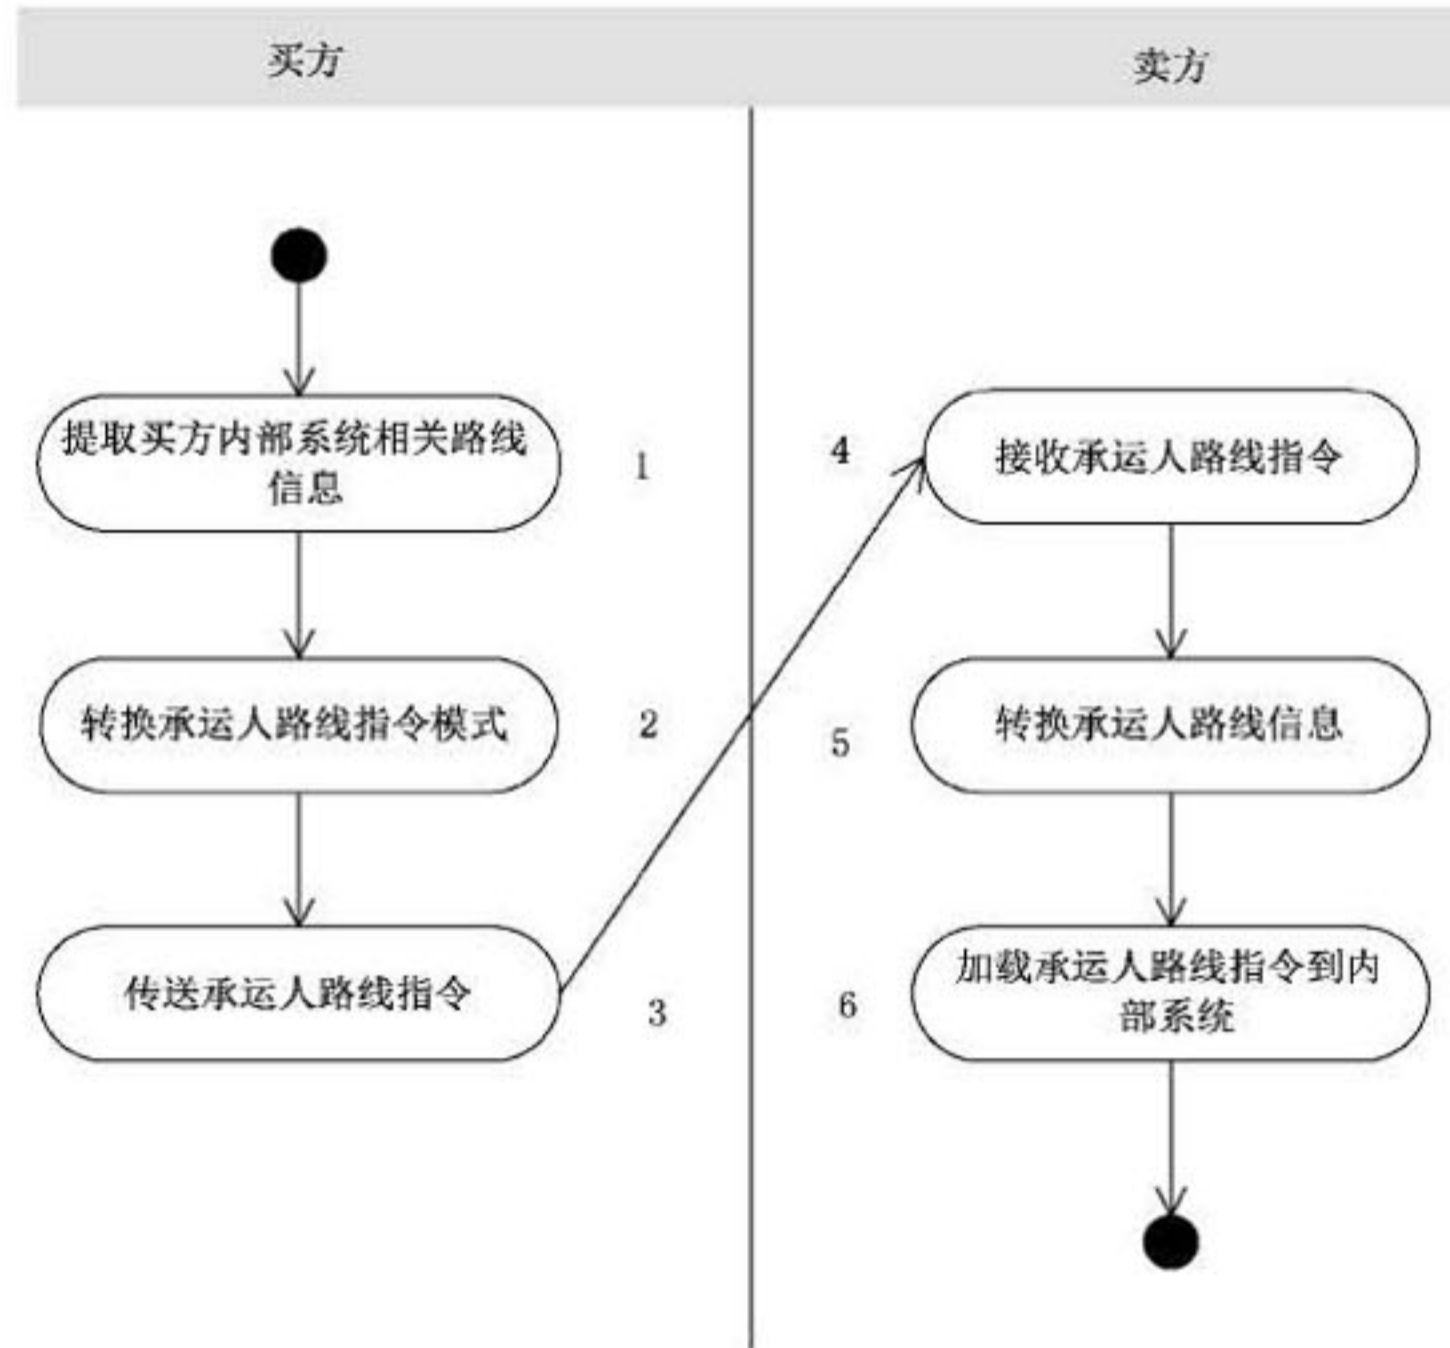 买方
卖方
提取买方内部系统相关路线
信息
1
转换承运人路线指令模式
2
传送承运人路线指令
3
4
接收承运人路线指令
5
转换承运人路线信息
6
加载承运人路线指令到内
部系统